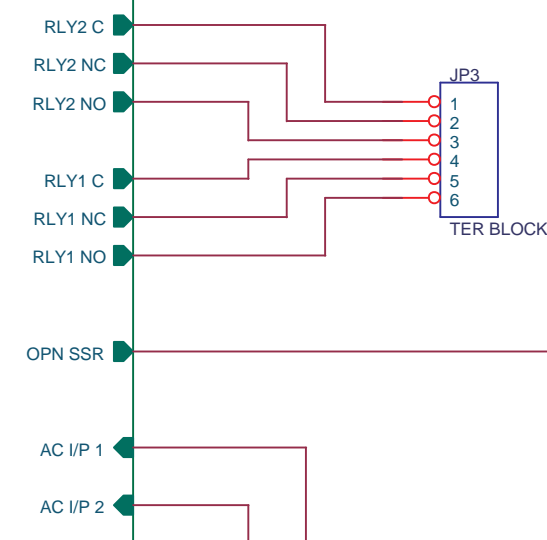 RLY2 C
RLY2 NC
RLY2 NO
RLY1 C
RLY1 NC
RLY1 NO
OPN SSR
AC I/P 1
AC I/P 2
JP3
1
2
3
4
5
6
TER BLOCK